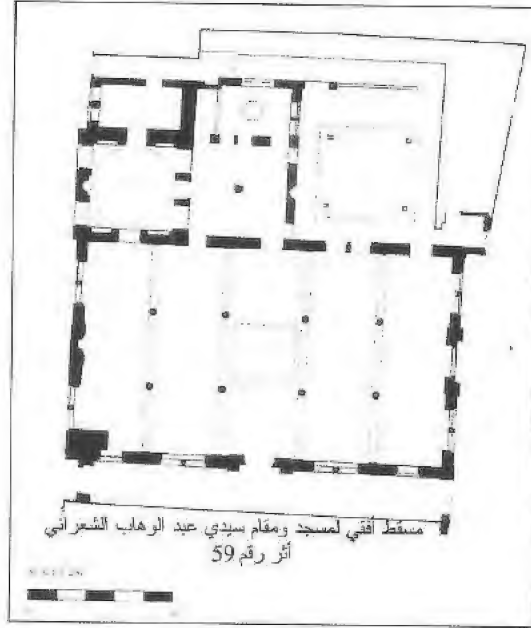 مسقط أفقي لمسجد ومقام سيدي عبد الوهاب الشعراني
أثر رقم 59